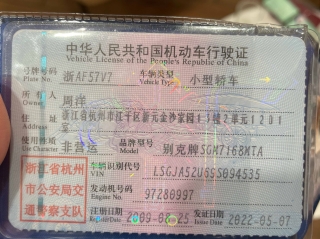 中华人民共和国机动车行驶证
Vehicle License of the People's Republic of China
号牌号码 浙AF57V7 车辆类型 小型轿车
Plate No. Vehicle Type
所有人 周洋
Owner
住址 浙江省杭州市江干区新元金沙家园11幢2单元1201
Address 室
使用性质 非营运 品牌型号 别克牌SGM7168MTA
Use Character Model
浙江省杭州 车辆识别代号 LSGJA52U6SS094535
VIN
市公安局交 发动机号码 97280997
Engine No.
通警察支队 注册日期 2009-08-25 发证日期 2022-05-07
Register Date Issue Date